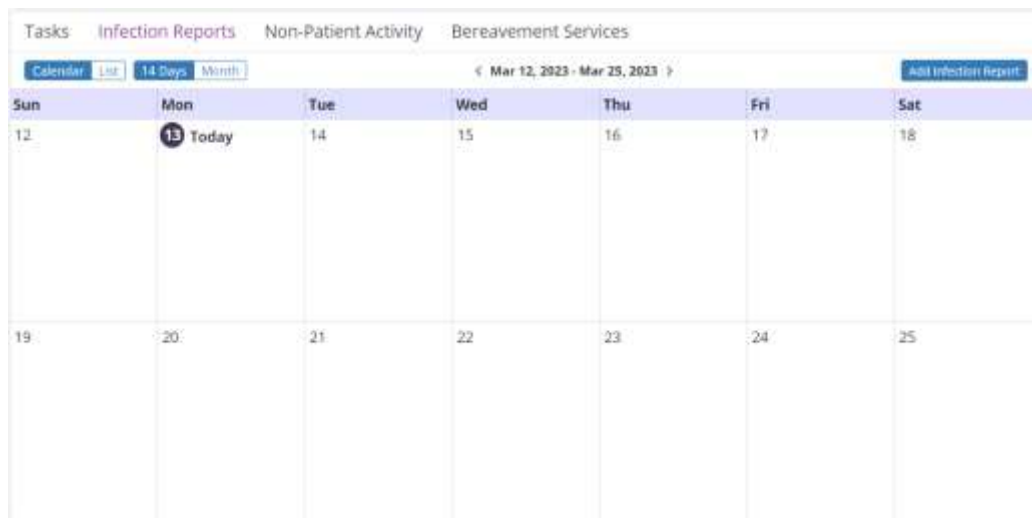 Tasks Infection Reports Non-Patient Activity Bereavement Services
Calendar List 14 Days Month < Mar 12, 2023 - Mar 25, 2023 > Add Infection Report
Sun Mon Tue Wed Thu Fri Sat
12 13 Today 14 15 16 17 18
19 20 21 22 23 24 25